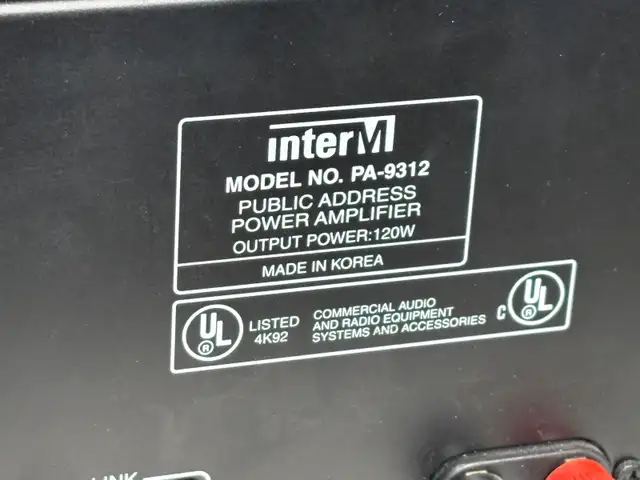 interM
MODEL NO. PA-9312
PUBLIC ADDRESS
POWER AMPLIFIER
OUTPUT POWER:120W
MADE IN KOREA
UL
®
LISTED
4K92
COMMERCIAL AUDIO
AND RADIO EQUIPMENT
SYSTEMS AND ACCESSORIES
C
UL
®
LINK